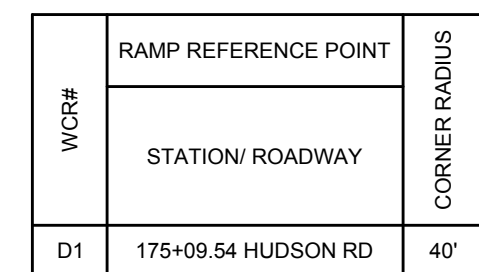 WCR#
RAMP REFERENCE POINT
STATION/ ROADWAY
CORNER RADIUS
D1
175+09.54 HUDSON RD
40'